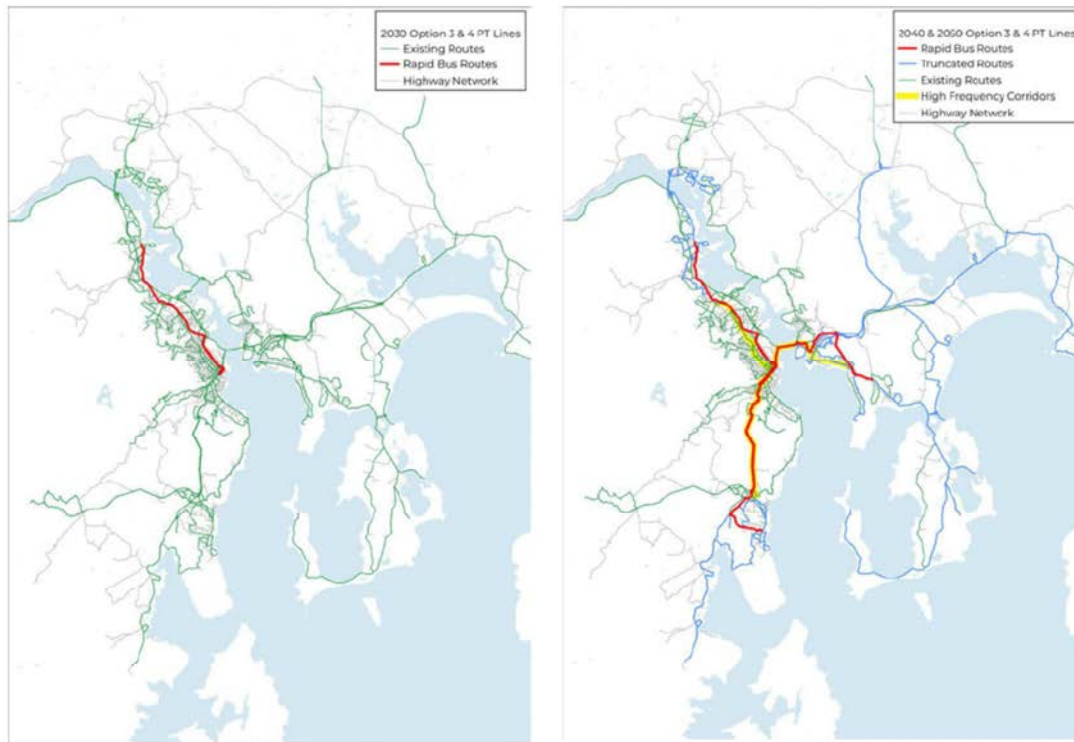 2030 Option 3 & 4 PT Lines
Existing Routes
Rapid Bus Routes
Highway Network
2040 & 2060 Option 3 & 4 PT Lines
Rapid Bus Routes
Truncated Routes
Existing Routes
High Frequency Corridors
Highway Network